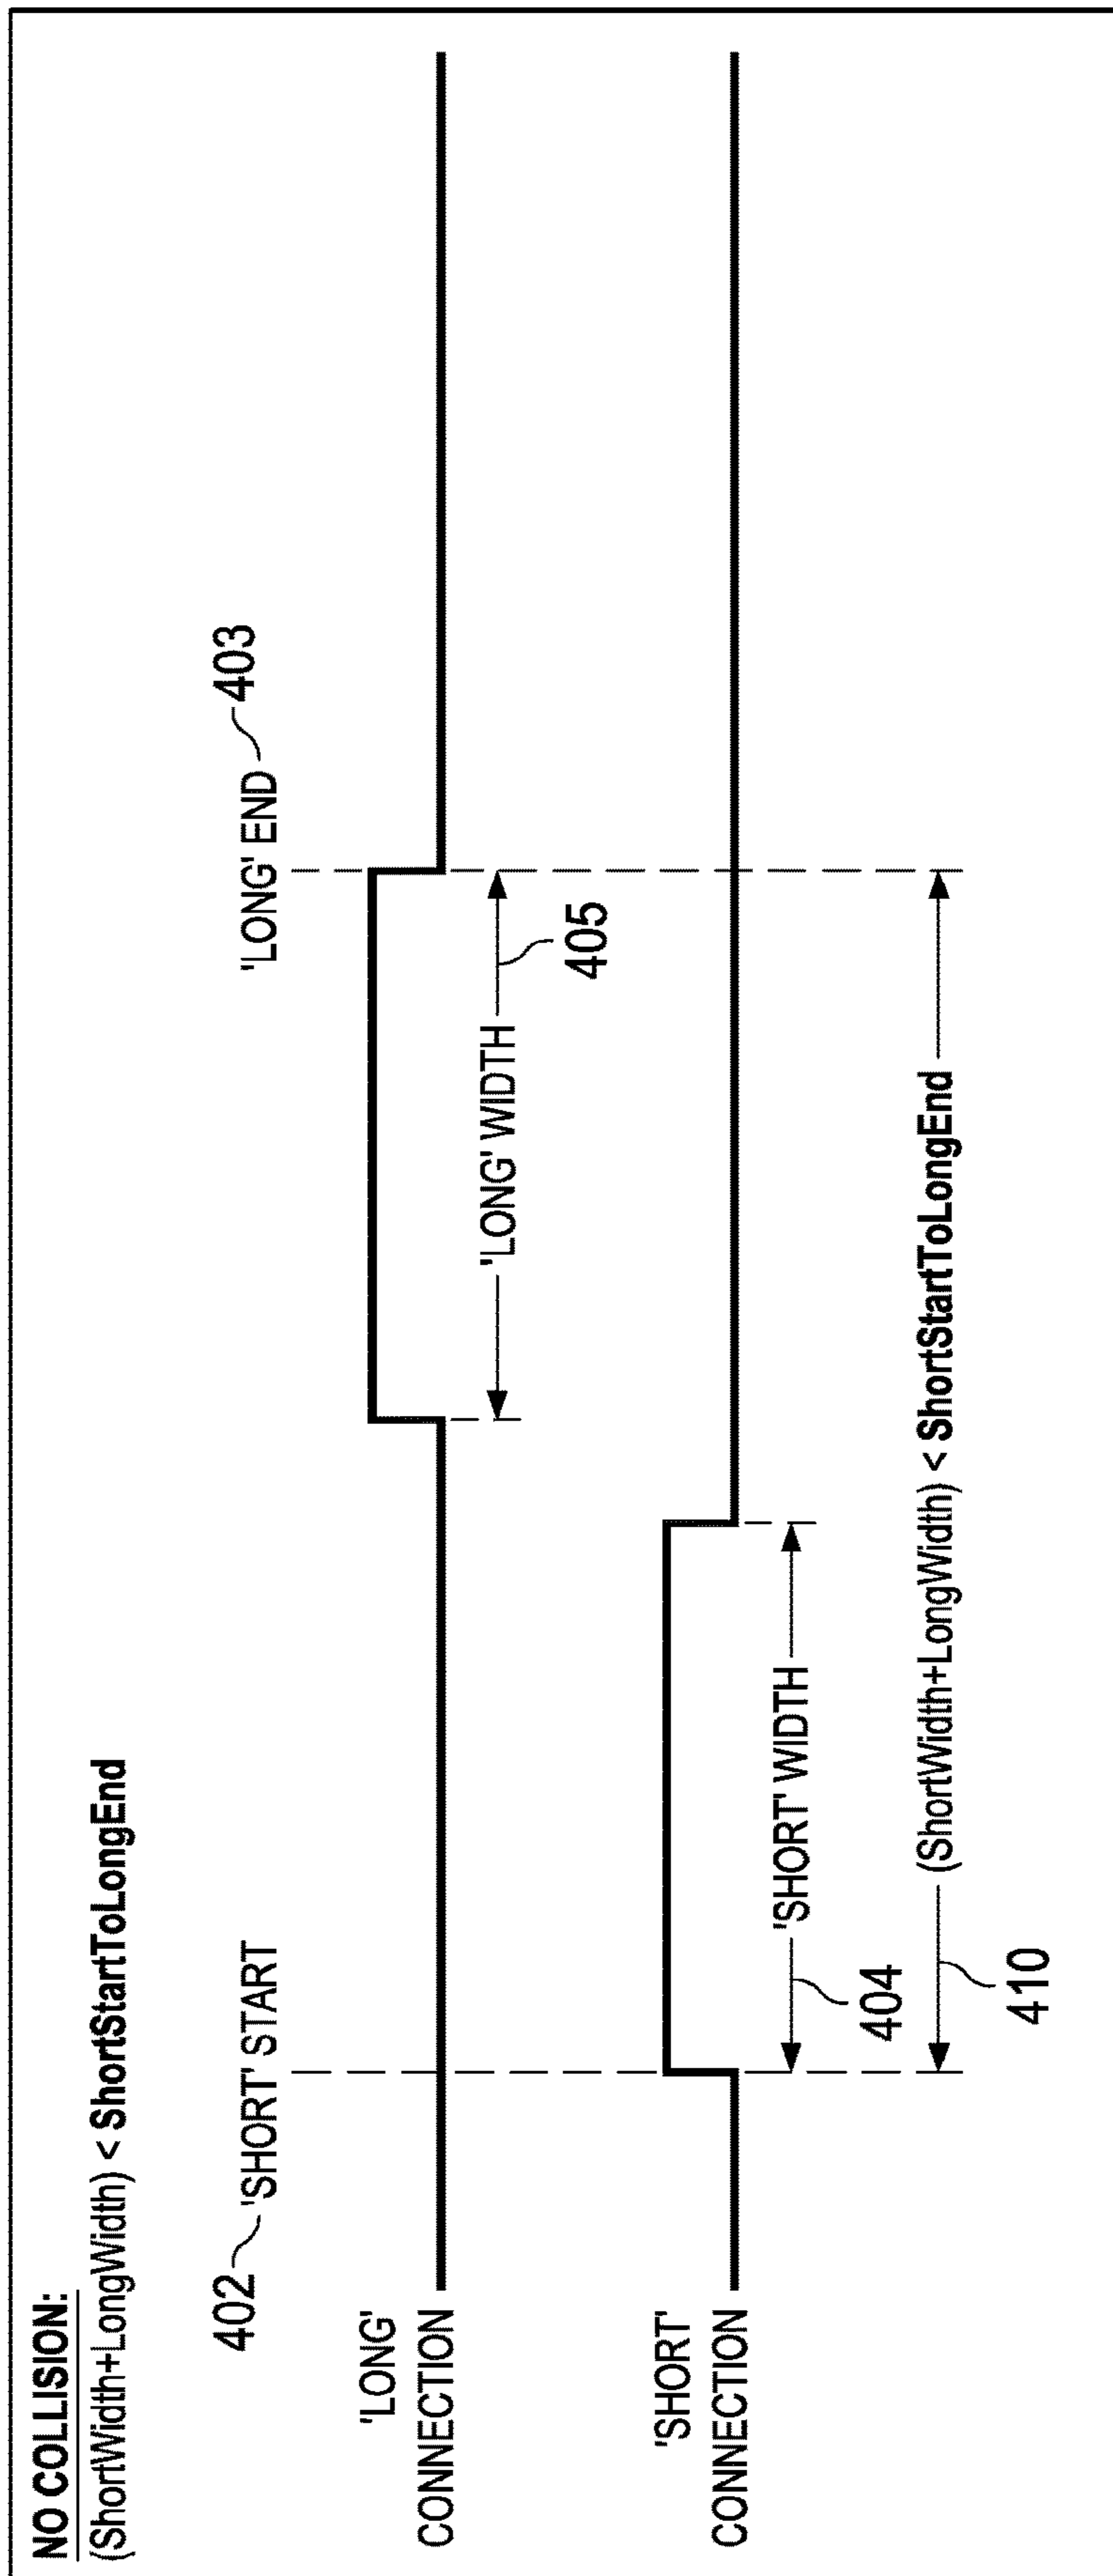 NO COLLISION:
(ShortWidth+LongWidth) < ShortStartToLongEnd
402 'SHORT' START
'LONG' END 403
'LONG'
CONNECTION
'LONG' WIDTH
405
'SHORT'
CONNECTION
'SHORT' WIDTH
404
(ShortWidth+LongWidth) < ShortStartToLongEnd
410